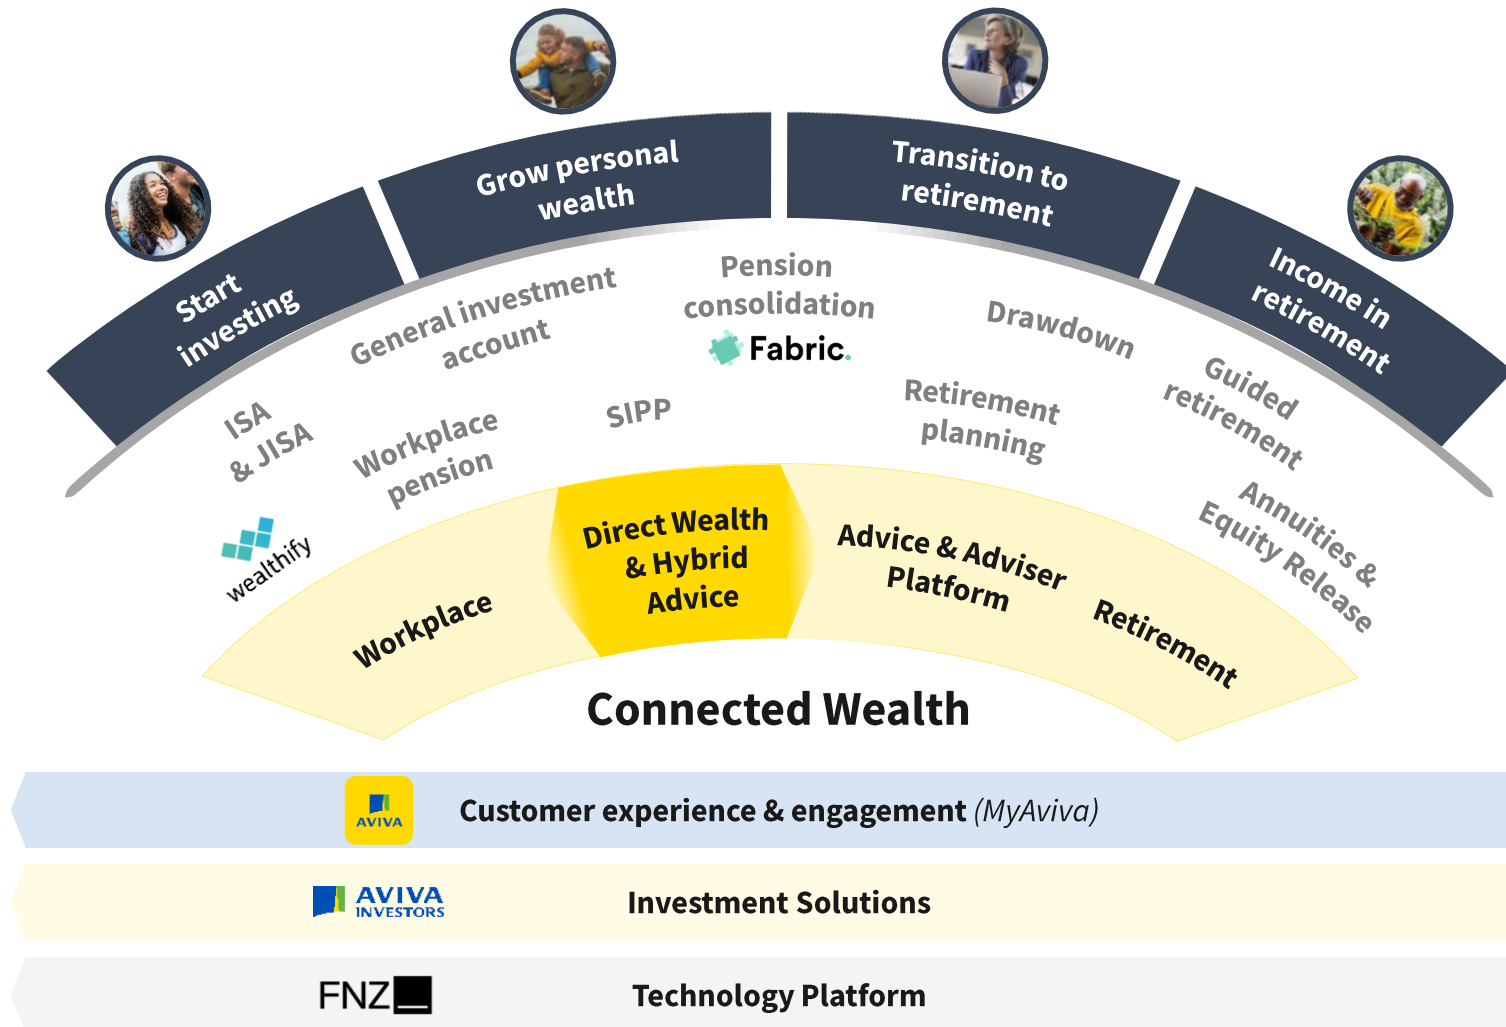 Start
investing
Grow personal
wealth
Transition to
retirement
Income in
retirement
ISA
& JISA
General investment
account
Workplace
pension
SIPP
Pension
consolidation
Fabric.
Drawdown
Retirement
planning
Guided
retirement
Annuities &
Equity Release
wealthify
Workplace
Direct Wealth
& Hybrid
Advice
Advice & Adviser
Platform
Retirement
Connected Wealth
AVIVA
Customer experience & engagement (MyAviva)
AVIVA
INVESTORS
Investment Solutions
FNZ
Technology Platform